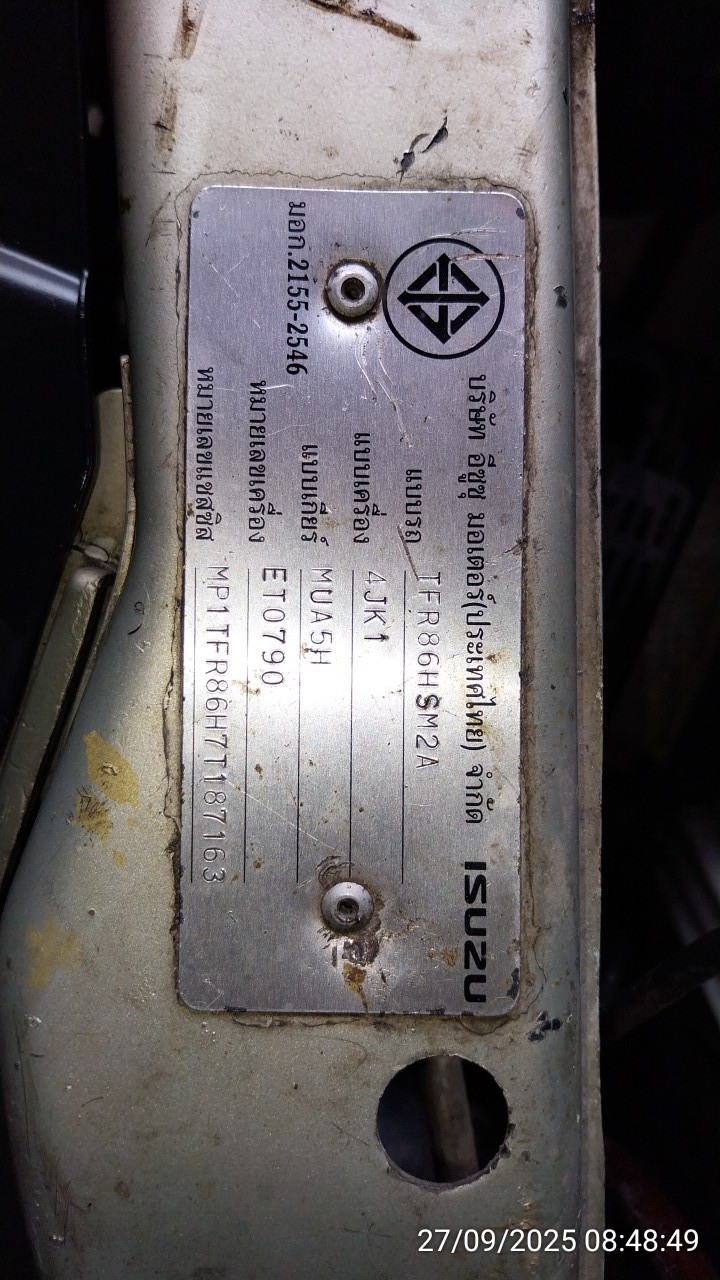 บริษัท อีซูซุ มอเตอร์(ประเทศไทย) จำกัด ISUZU
แบบรถ TFR86HSM2A
แบบเครื่อง 4JK1
มอก.2155-2546
แบบเกียร์ MUA5H
หมายเลขเครื่อง ET0790
หมายเลขแชสซิส MP1TFR86H7T187163
27/09/2025 08:48:49